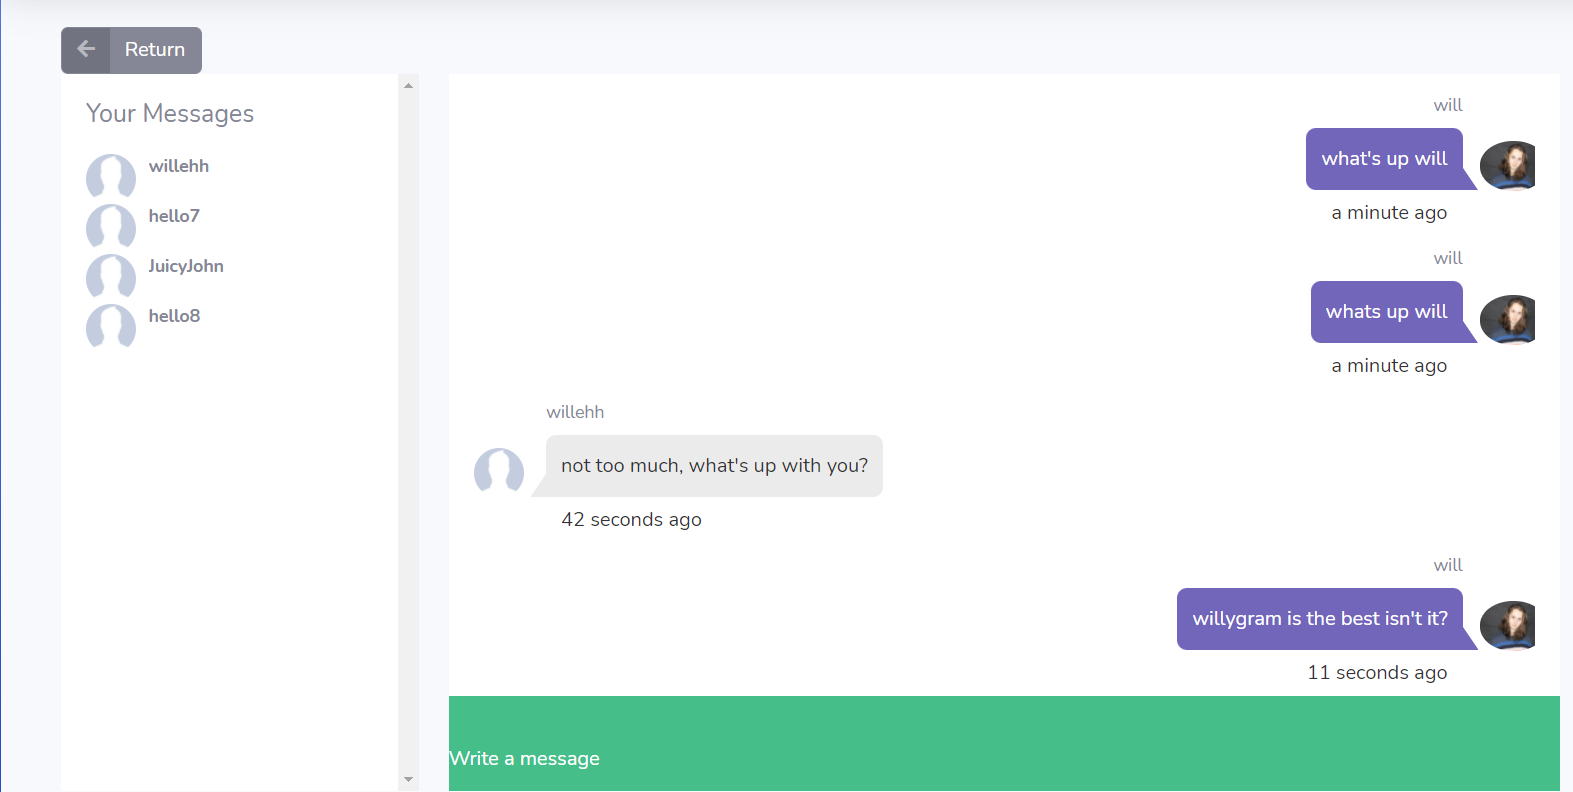 Return
Your Messages
willehh
hello7
JuicyJohn
hello8
will
what's up will
a minute ago
will
whats up will
a minute ago
willehh
not too much, what's up with you?
42 seconds ago
will
willygram is the best isn't it?
11 seconds ago
Write a message